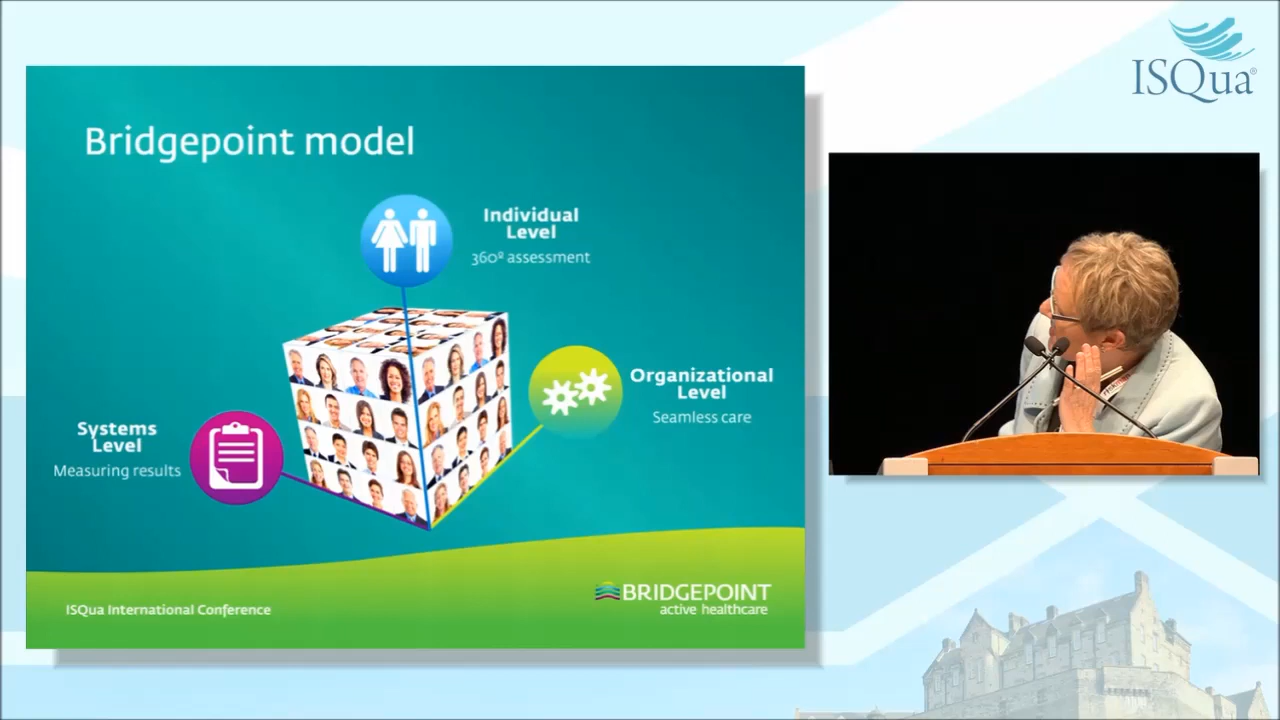 ISQua®
Bridgepoint model
Individual
Level
360º assessment
Organizational
Level
Seamless care
Systems
Level
Measuring results
BRIDGEPOINT
active healthcare
ISQua International Conference